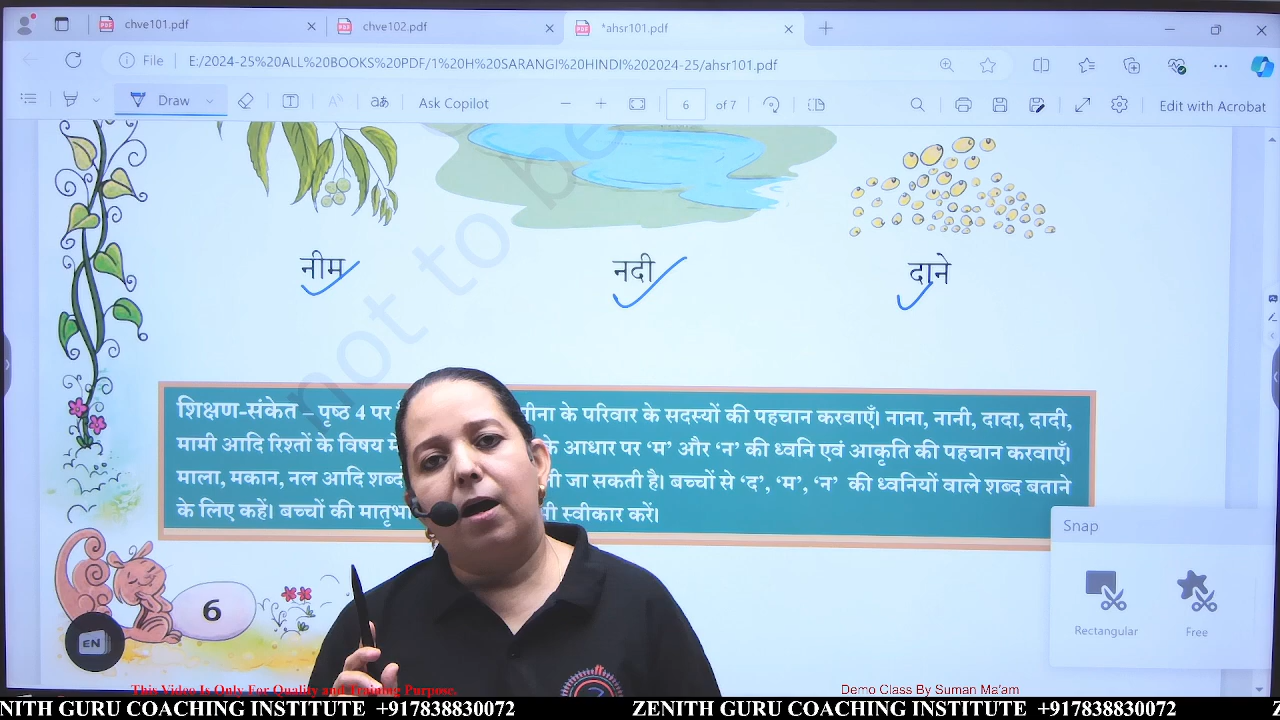 chve101.pdf
chve102.pdf
*ahsr101.pdf
File E:/2024-25%20ALL%20BOOKS%20PDF/1%20H%20SARANGI%20HINDI%202024-25/ahsr101.pdf
Draw
Ask Copilot
6 of 7
Edit with Acrobat
not to be
नीम
नदी
दाने
शिक्षण-संकेत – पृष्ठ 4 पर के परिवार के सदस्यों की पहचान करवाएँ। नाना, नानी, दादा, दादी,
मामी आदि रिश्तों के विषय के आधार पर ‘म’ और ‘न’ की ध्वनि एवं आकृति की पहचान करवाएँ।
माला, मकान, नल आदि जा सकती है। बच्चों से ‘द’, ‘म’, ‘न’ की ध्वनियों वाले शब्द बताने
के लिए कहें। बच्चों की स्वीकार करें।
6
EN
Snap
Rectangular
Free
This Video Is Only For Quality and Training Purpose.
Demo Class By Suman Ma'am
NITH GURU COACHING INSTITUTE +917838830072 ZENITH GURU COACHING INSTITUTE +917838830072